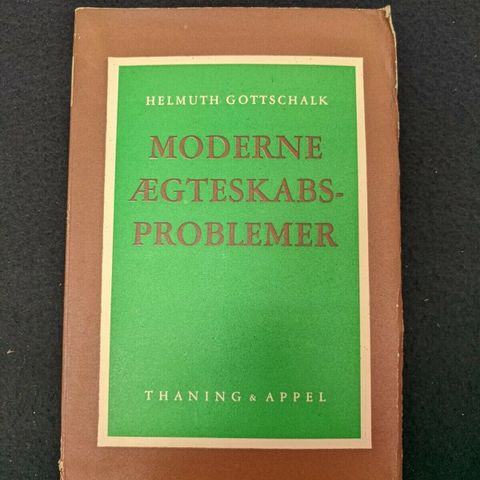 HELMUTH GOTTSCHALK
MODERNE
ÆGTESKABS-
PROBLEMER
THANING & APPEL